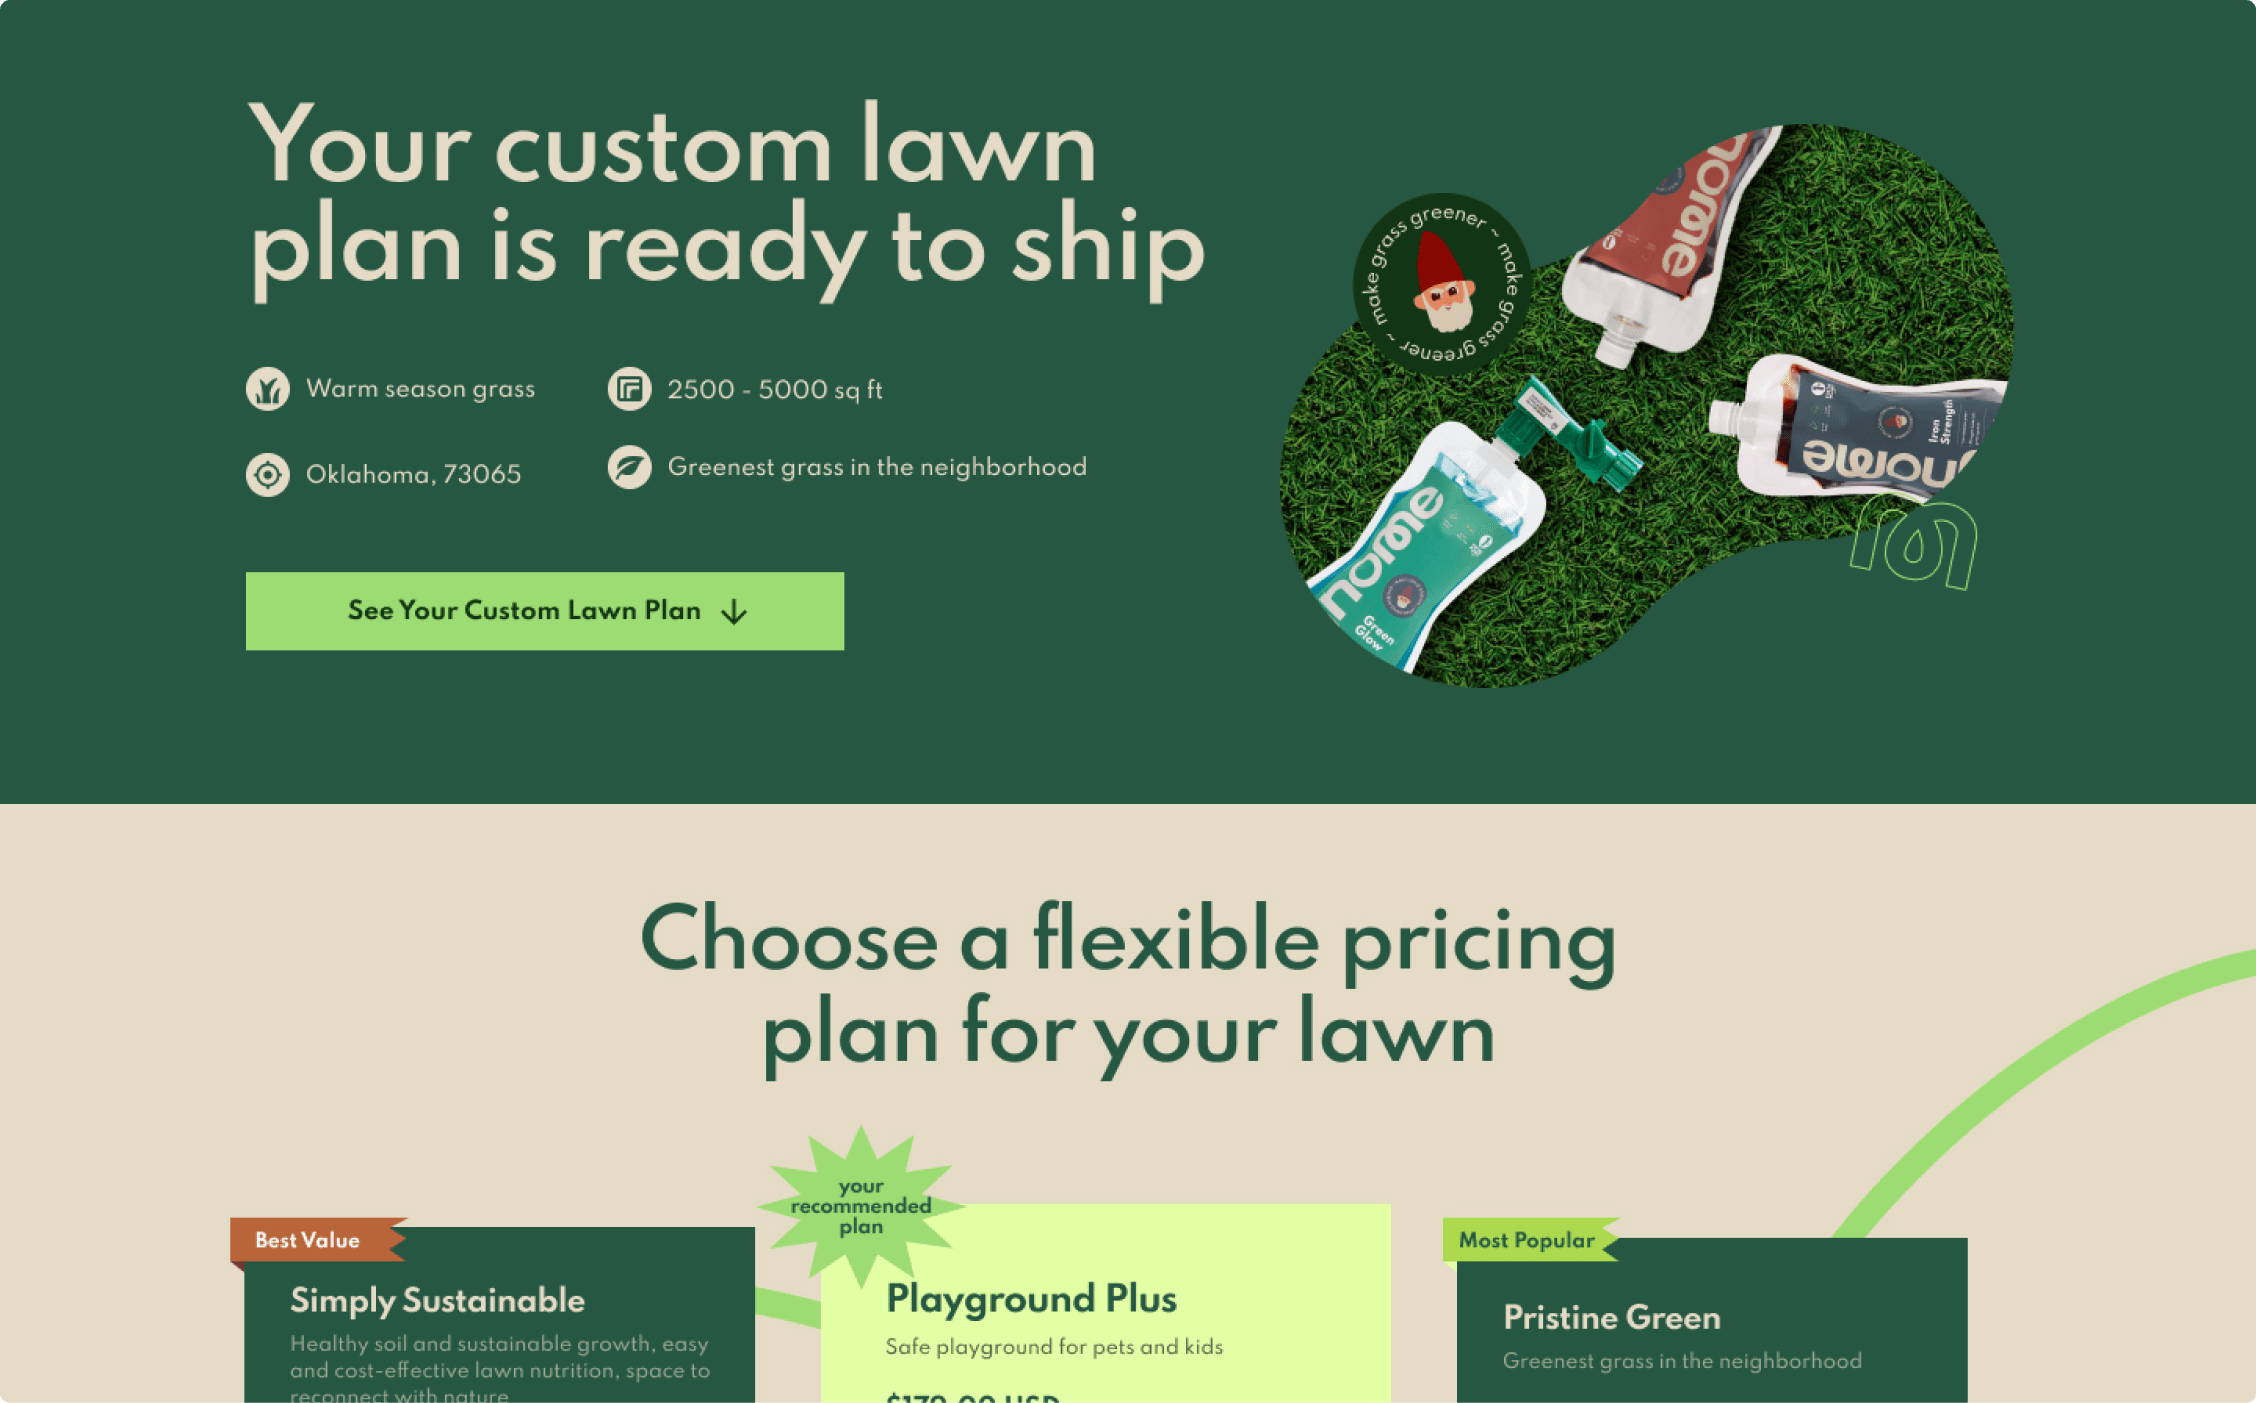 Your custom lawn
plan is ready to ship
Warm season grass
2500 - 5000 sq ft
Oklahoma, 73065
Greenest grass in the neighborhood
See Your Custom Lawn Plan
make grass greener ~ make grass greener ~
nome
nome
Iron
Strength
nome
Green
Glow
Choose a flexible pricing
plan for your lawn
your
recommended
plan
Best Value
Most Popular
Simply Sustainable
Healthy soil and sustainable growth, easy
and cost-effective lawn nutrition, space to
reconnect with nature
Playground Plus
Safe playground for pets and kids
$179.00 USD
Pristine Green
Greenest grass in the neighborhood